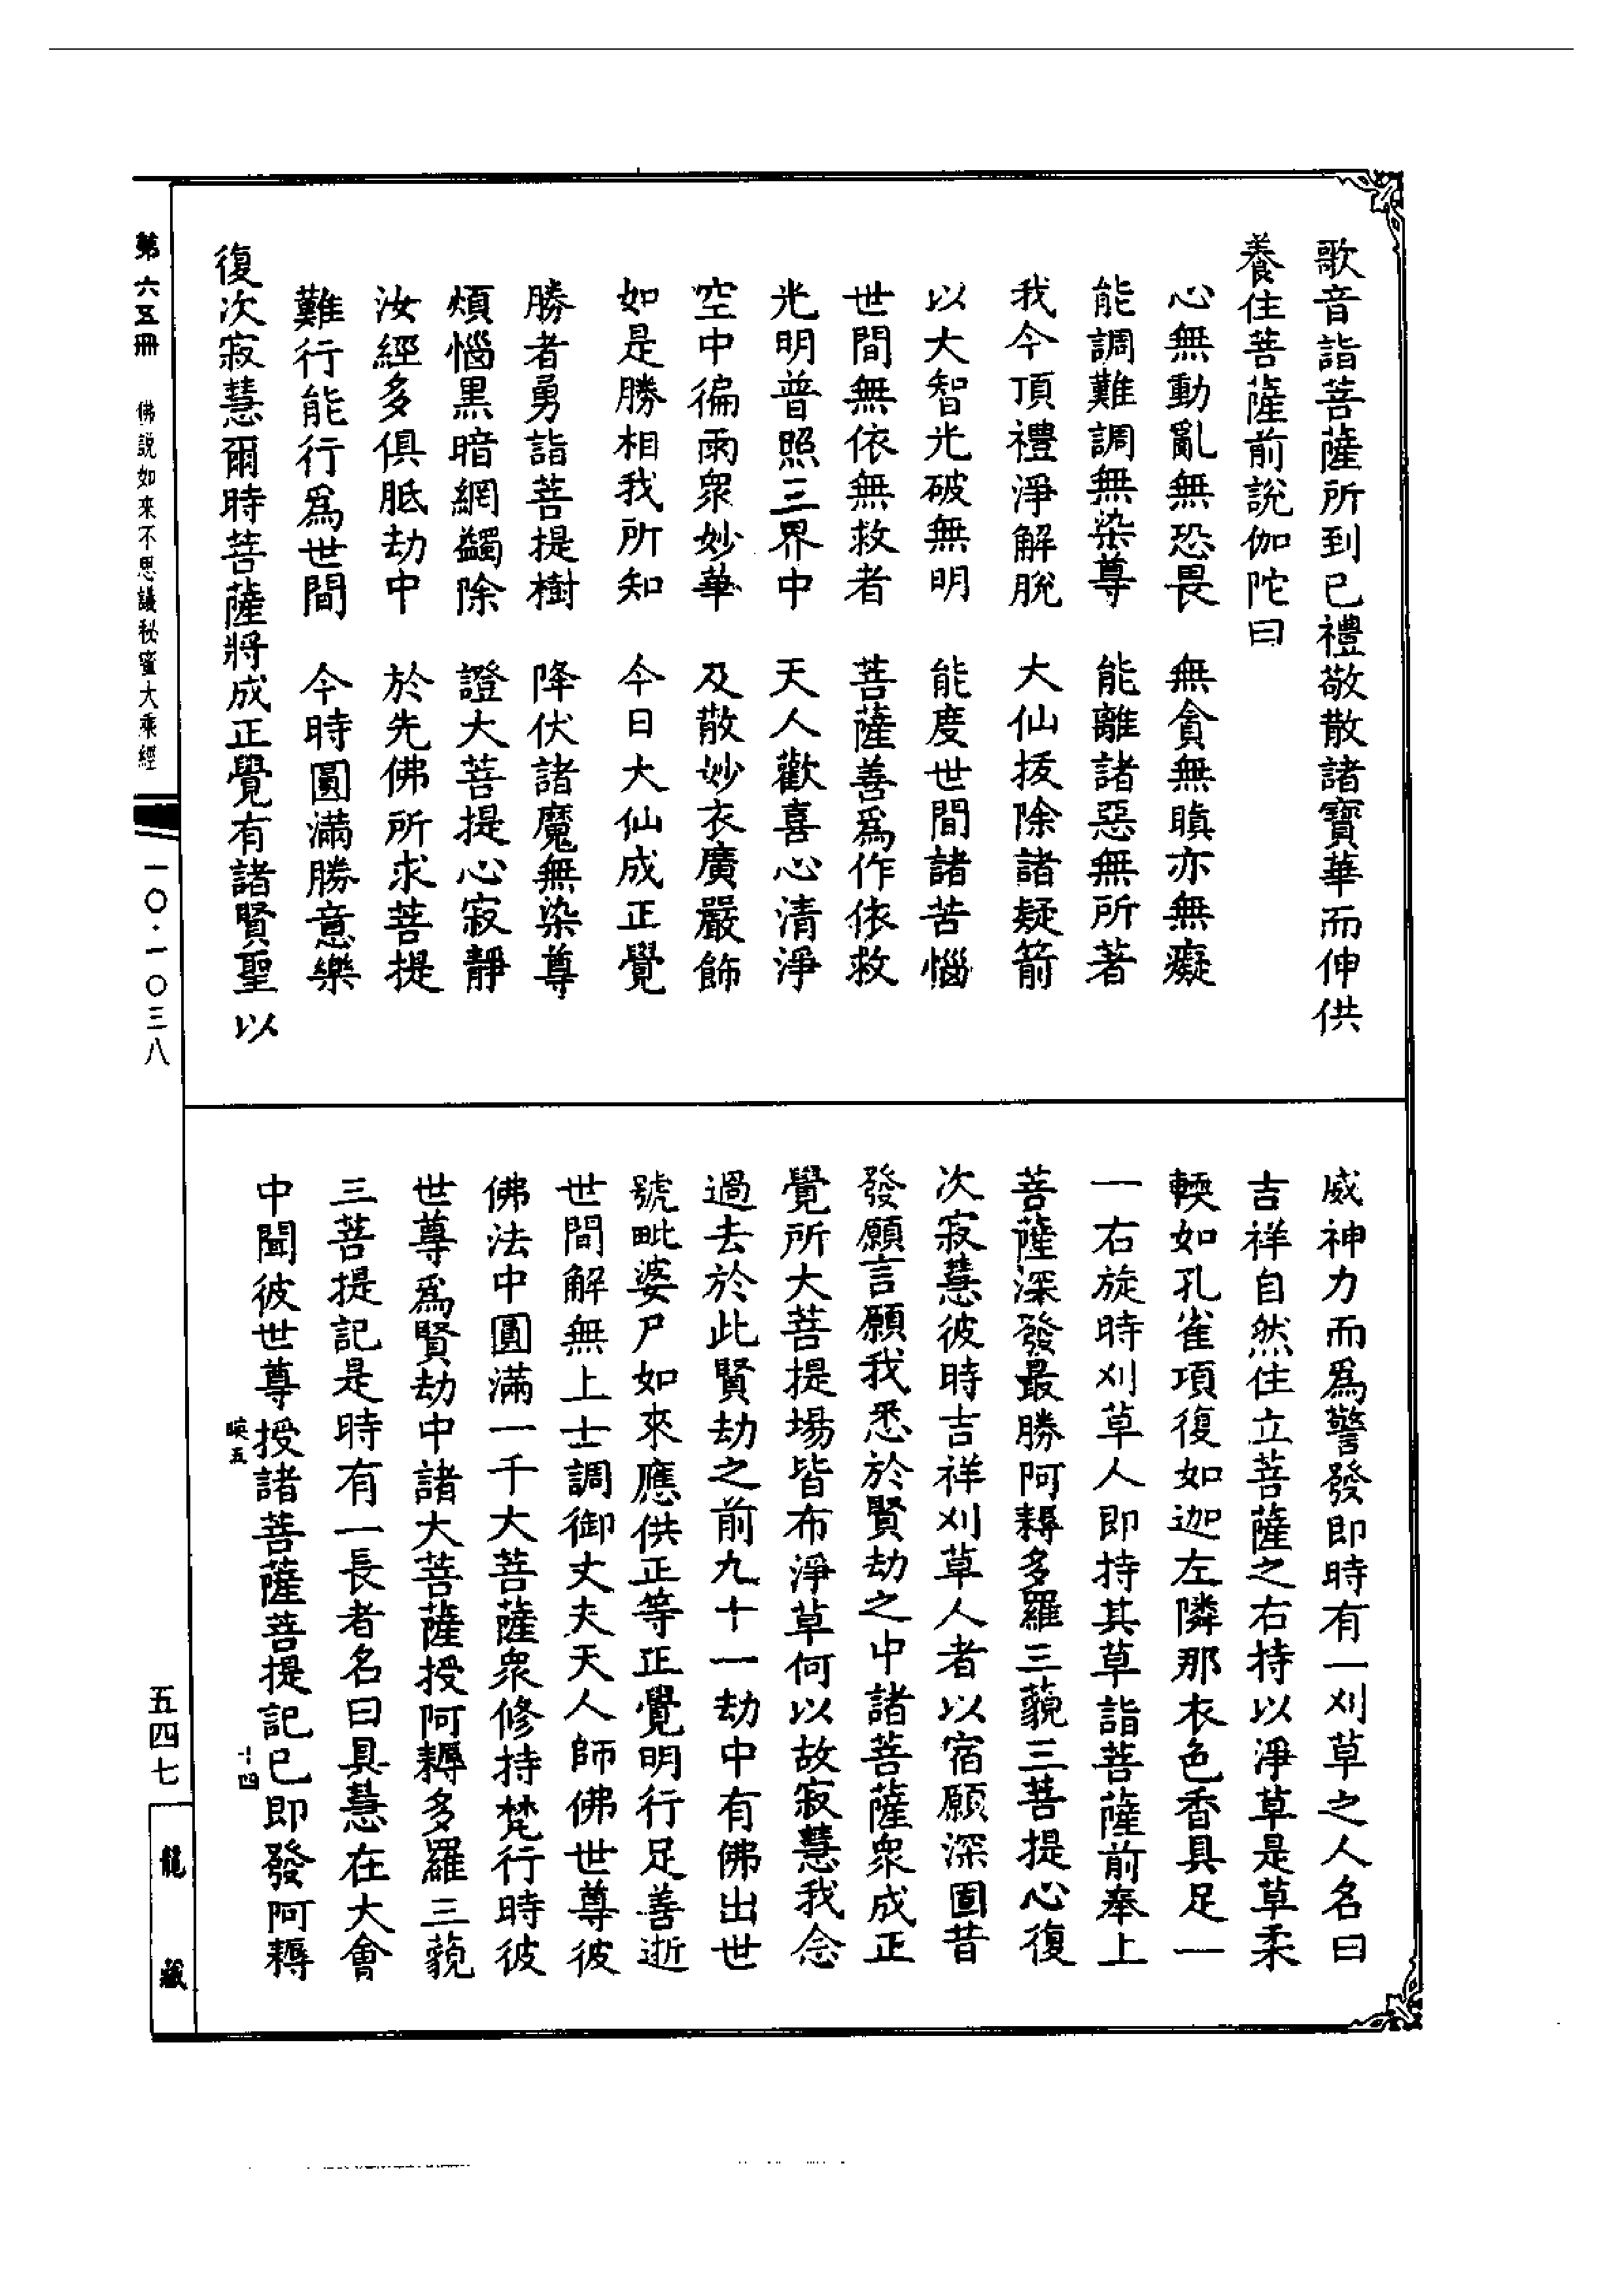 歌音詣菩薩所到已禮敬散諸寶華而伸供
養住菩薩前說伽陀曰
心無動亂無恐畏　無貪無瞋亦無癡
能調難調無染尊　能離諸惡無所著
我今頂禮淨解脫　大仙拔除諸疑箭
以大智光破無明　能度世間諸苦惱
世間無依無救者　菩薩善爲作依救
光明普照三界中　天人歡喜心清淨
空中徧雨衆妙華　及散妙衣廣嚴飾
如是勝相我所知　今日大仙成正覺
勝者勇詣菩提樹　降伏諸魔無染尊
煩惱黑暗網蠲除　證大菩提心寂靜
汝經多俱胝劫中　於先佛所求菩提
難行能行爲世間　今時圓滿勝意樂
復次寂慧爾時菩薩將成正覺有諸賢聖以
威神力而爲警發即時有一刈草之人名曰
吉祥自然住立菩薩之右持以淨草是草柔
輭如孔雀項復如迦左隣那衣色香具足一
一右旋時刈草人即持其草詣菩薩前奉上
菩薩深發最勝阿耨多羅三藐三菩提心復
次寂慧彼時吉祥刈草人者以宿願深固昔
發願言願我悉於賢劫之中諸菩薩衆成正
覺所大菩提場皆布淨草何以故寂慧我念
過去於此賢劫之前九十一劫中有佛出世
號毗婆尸如來應供正等正覺明行足善逝
世間解無上士調御丈夫天人師佛世尊彼
佛法中圓滿一千大菩薩衆修持梵行時彼
世尊爲賢劫中諸大菩薩授阿耨多羅三藐
三菩提記是時有一長者名曰具慧在大會
中聞彼世尊授諸菩薩菩提記已即發阿耨
映五
十四
第六五冊　佛說如來不思議秘蜜大乘經
一〇·一〇三八
五四七
龍藏